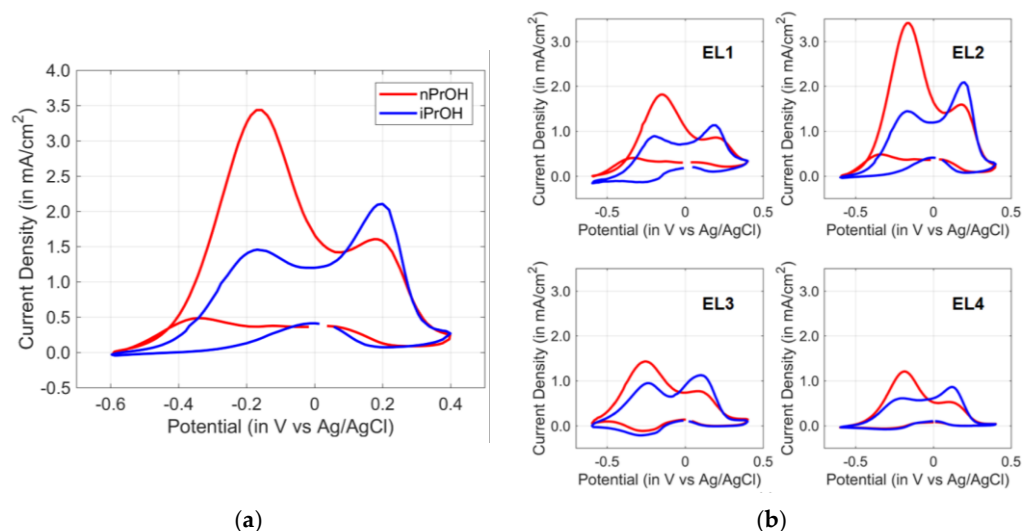 4.0
3.5
3.0
2.5
2.0
1.5
1.0
0.5
0.0
-0.5
Current Density (in mA/cm²)
nPrOH
iPrOH
-0.6 -0.4 -0.2 0 0.2 0.4
Potential (in V vs Ag/AgCl)
(a)
3.0
2.0
1.0
0.0
Current Density (in mA/cm²)
EL1
-0.5 0 0.5
Potential (in V vs Ag/AgCl)
3.0
2.0
1.0
0.0
Current Density (in mA/cm²)
EL2
-0.5 0 0.5
Potential (in V vs Ag/AgCl)
3.0
2.0
1.0
0.0
Current Density (in mA/cm²)
EL3
-0.5 0 0.5
Potential (in V vs Ag/AgCl)
3.0
2.0
1.0
0.0
Current Density (in mA/cm²)
EL4
-0.5 0 0.5
Potential (in V vs Ag/AgCl)
(b)